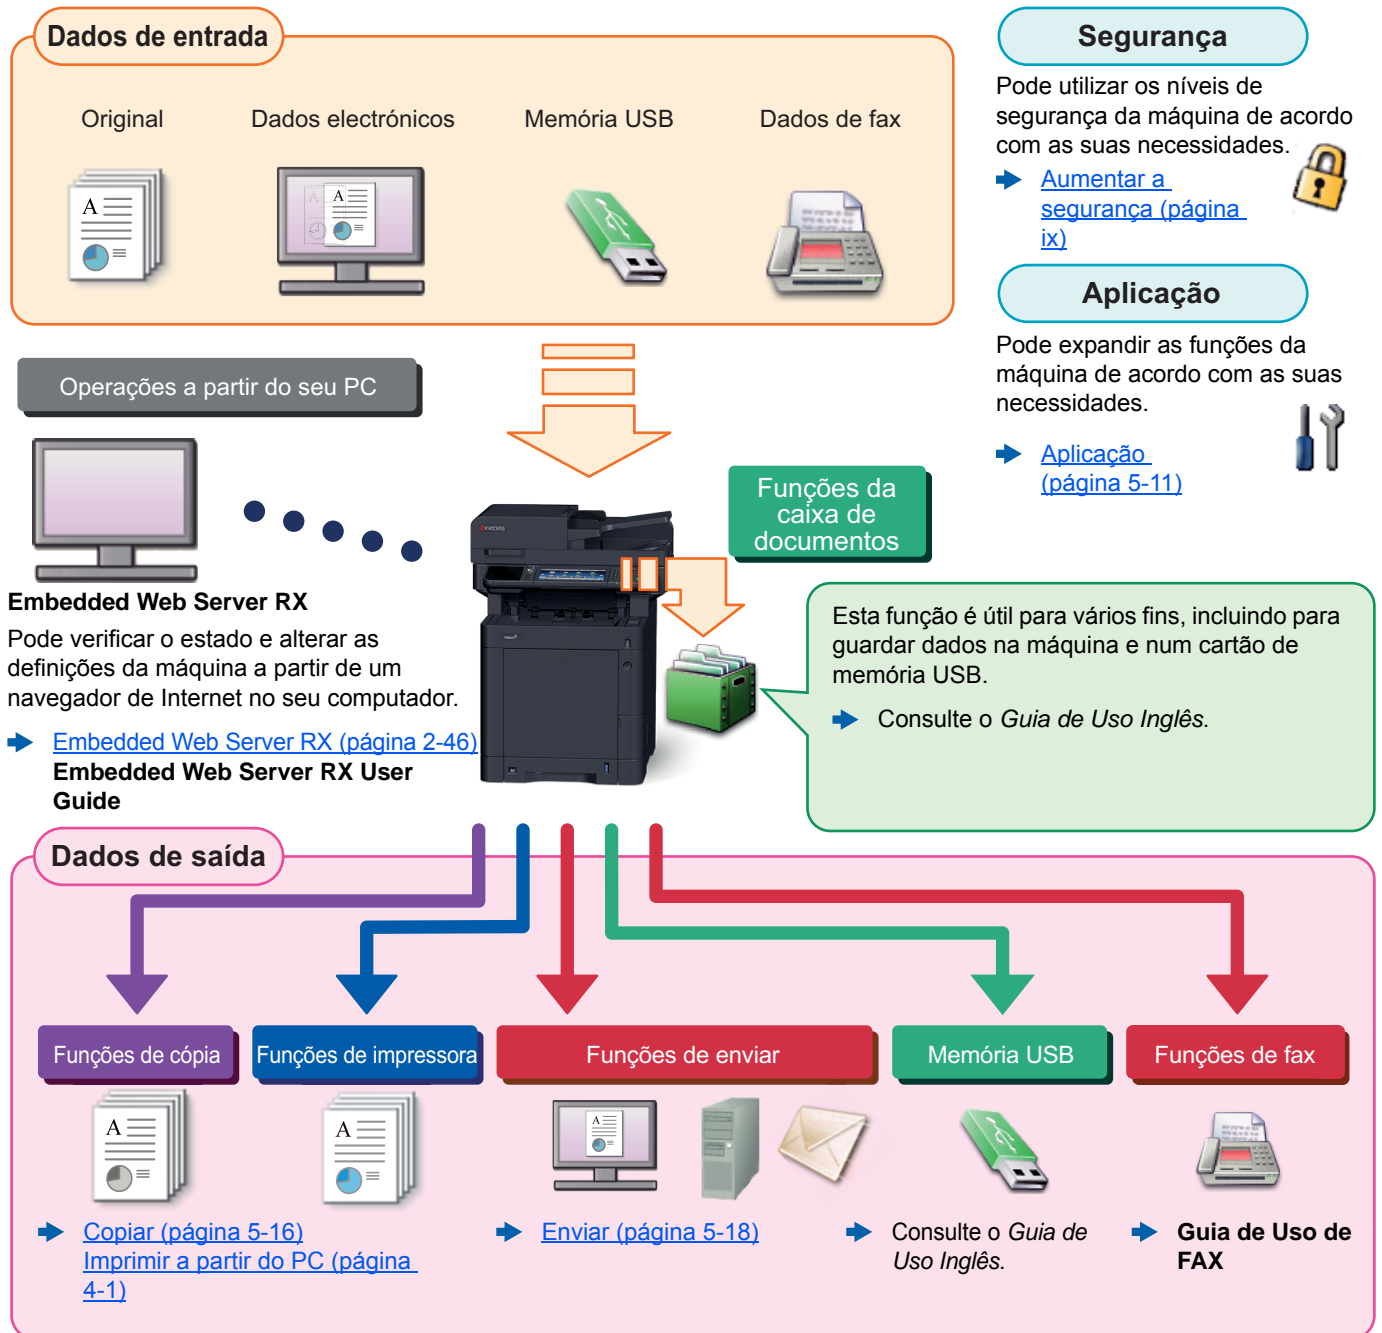 Dados de entrada
Original
Dados electrónicos
Memória USB
Dados de fax
Segurança
Pode utilizar os níveis de
segurança da máquina de acordo
com as suas necessidades.
Aumentar a
segurança (página
ix)
Aplicação
Pode expandir as funções da
máquina de acordo com as suas
necessidades.
Aplicação
(página 5-11)
Operações a partir do seu PC
Embedded Web Server RX
Pode verificar o estado e alterar as
definições da máquina a partir de um
navegador de Internet no seu computador.
Embedded Web Server RX (página 2-46)
Embedded Web Server RX User
Guide
Funções da
caixa de
documentos
Esta função é útil para vários fins, incluindo para
guardar dados na máquina e num cartão de
memória USB.
Consulte o Guia de Uso Inglês.
Dados de saída
Funções de cópia
Funções de impressora
Funções de enviar
Memória USB
Funções de fax
Copiar (página 5-16)
Imprimir a partir do PC (página
4-1)
Enviar (página 5-18)
Consulte o Guia de
Uso Inglês.
Guia de Uso de
FAX